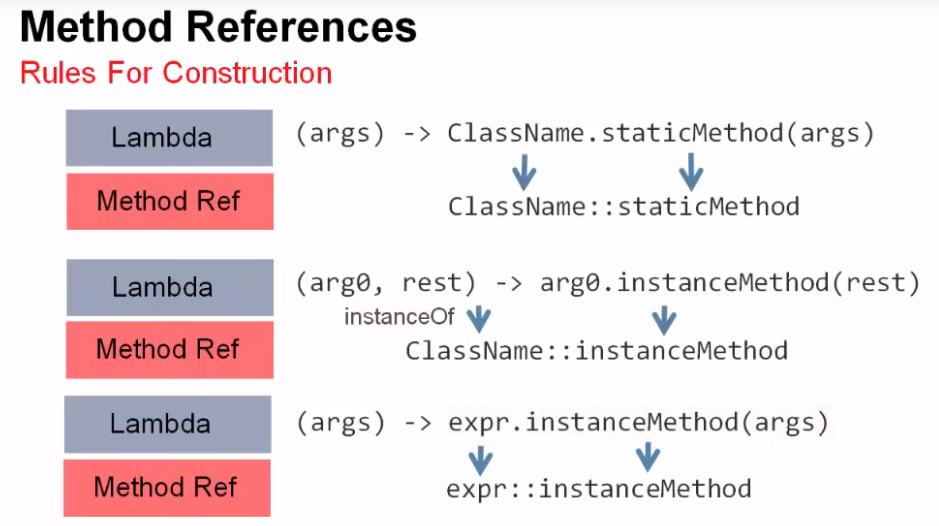 Method References
Rules For Construction
Lambda (args) -> ClassName.staticMethod(args)
Method Ref ClassName::staticMethod
Lambda (arg0, rest) -> arg0.instanceMethod(rest)
instanceOf
Method Ref ClassName::instanceMethod
Lambda (args) -> expr.instanceMethod(args)
Method Ref expr::instanceMethod